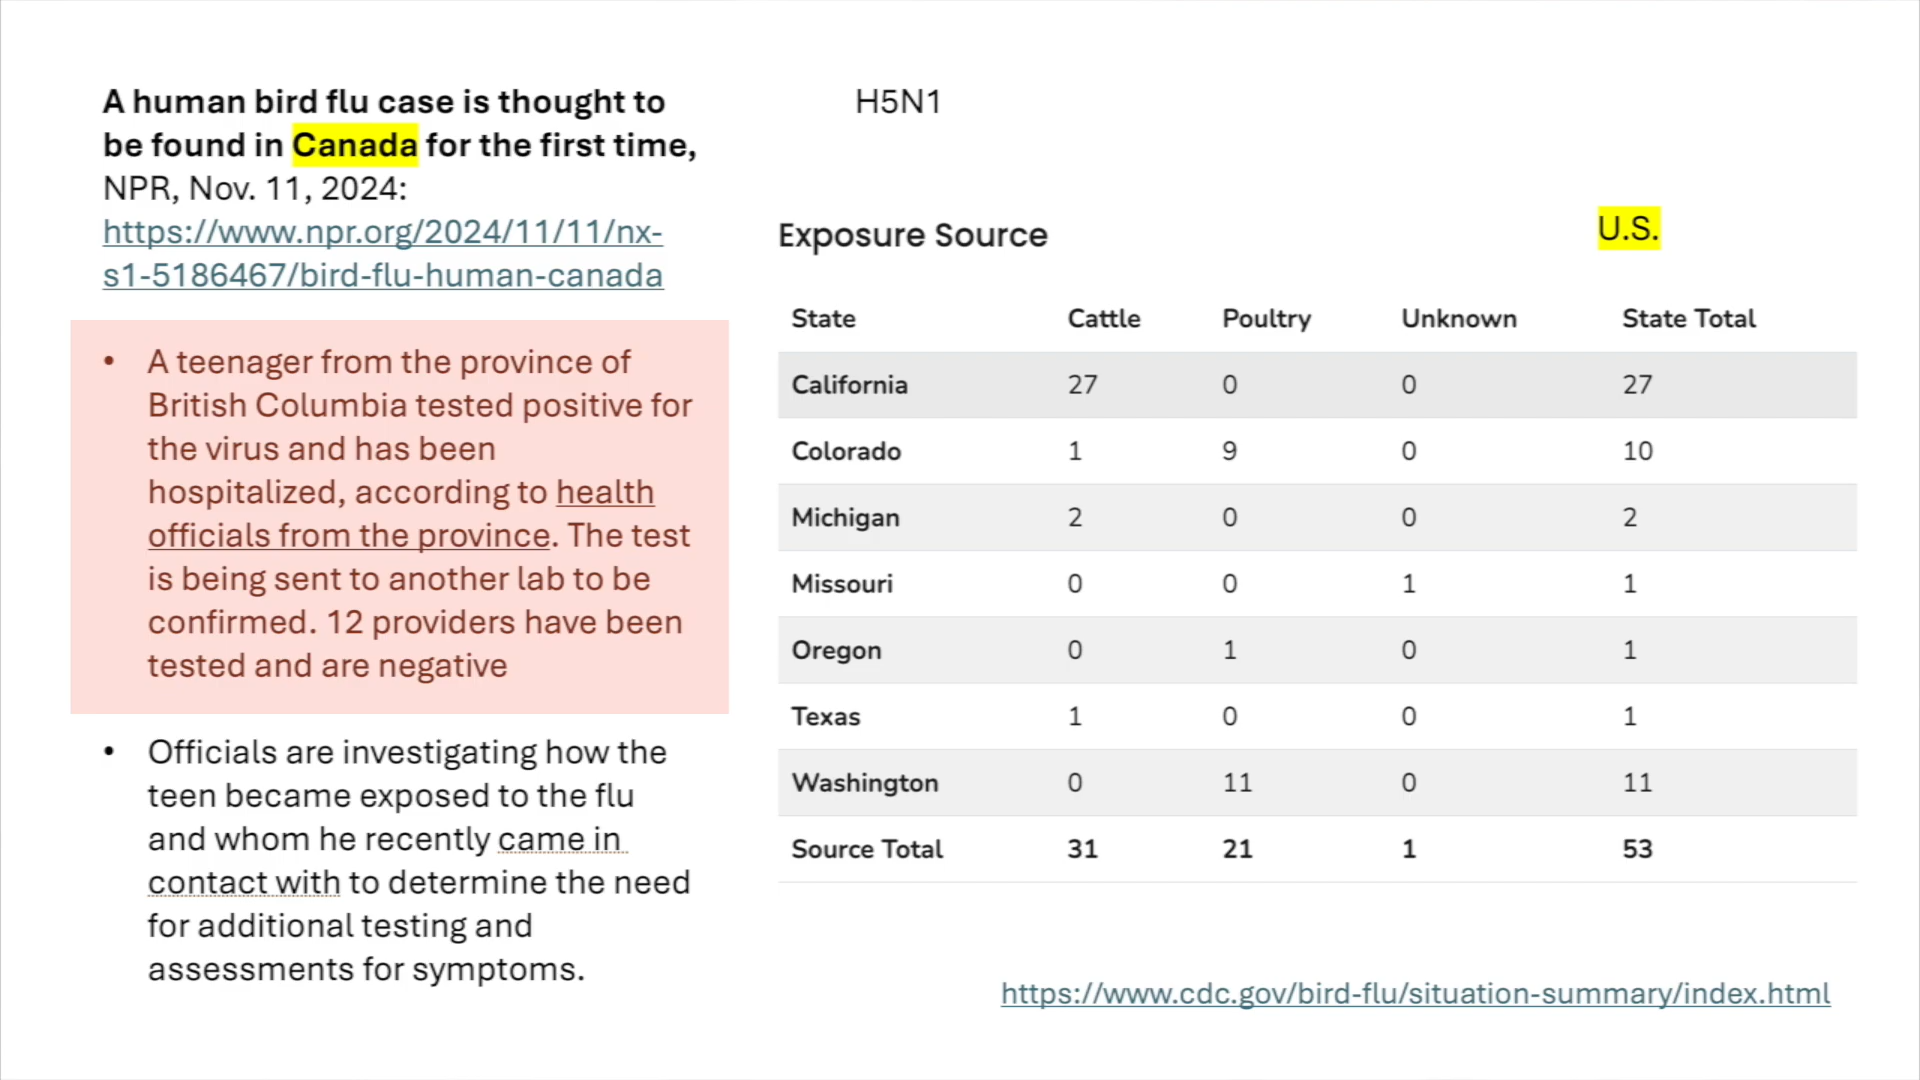 A human bird flu case is thought to
be found in Canada for the first time,
NPR, Nov. 11, 2024:
https://www.npr.org/2024/11/11/nx-
s1-5186467/bird-flu-human-canada
• A teenager from the province of
British Columbia tested positive for
the virus and has been
hospitalized, according to health
officials from the province. The test
is being sent to another lab to be
confirmed. 12 providers have been
tested and are negative
• Officials are investigating how the
teen became exposed to the flu
and whom he recently came in
contact with to determine the need
for additional testing and
assessments for symptoms.
H5N1
Exposure Source
U.S.
State Cattle Poultry Unknown State Total
California 27 0 0 27
Colorado 1 9 0 10
Michigan 2 0 0 2
Missouri 0 0 1 1
Oregon 0 1 0 1
Texas 1 0 0 1
Washington 0 11 0 11
Source Total 31 21 1 53
https://www.cdc.gov/bird-flu/situation-summary/index.html